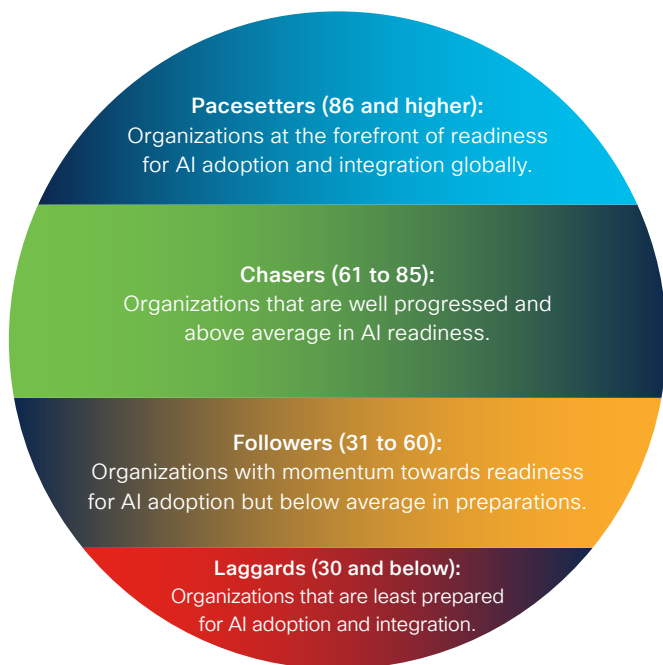 Pacesetters (86 and higher):
Organizations at the forefront of readiness
for AI adoption and integration globally.
Chasers (61 to 85):
Organizations that are well progressed and
above average in AI readiness.
Followers (31 to 60):
Organizations with momentum towards readiness
for AI adoption but below average in preparations.
Laggards (30 and below):
Organizations that are least prepared
for AI adoption and integration.